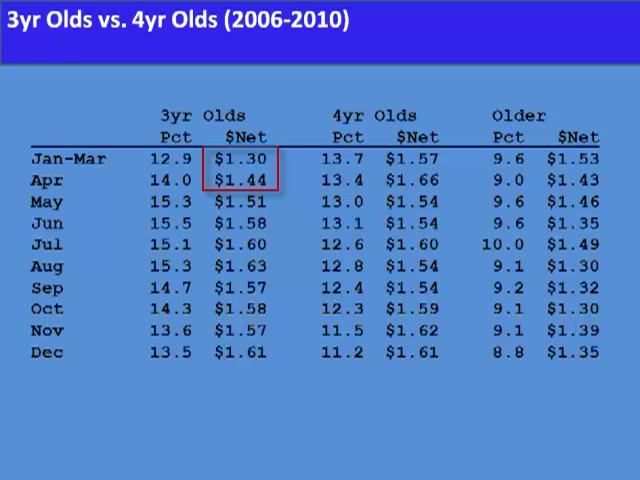 3yr Olds vs. 4yr Olds (2006-2010)
3yr Olds 4yr Olds Older
Pct $Net Pct $Net Pct $Net
Jan-Mar 12.9 $1.30 13.7 $1.57 9.6 $1.53
Apr 14.0 $1.44 13.4 $1.66 9.0 $1.43
May 15.3 $1.51 13.0 $1.54 9.6 $1.46
Jun 15.5 $1.58 13.1 $1.54 9.6 $1.35
Jul 15.1 $1.60 12.6 $1.60 10.0 $1.49
Aug 15.3 $1.63 12.8 $1.54 9.1 $1.30
Sep 14.7 $1.57 12.4 $1.54 9.2 $1.32
Oct 14.3 $1.58 12.3 $1.59 9.1 $1.30
Nov 13.6 $1.57 11.5 $1.62 9.1 $1.39
Dec 13.5 $1.61 11.2 $1.61 8.8 $1.35